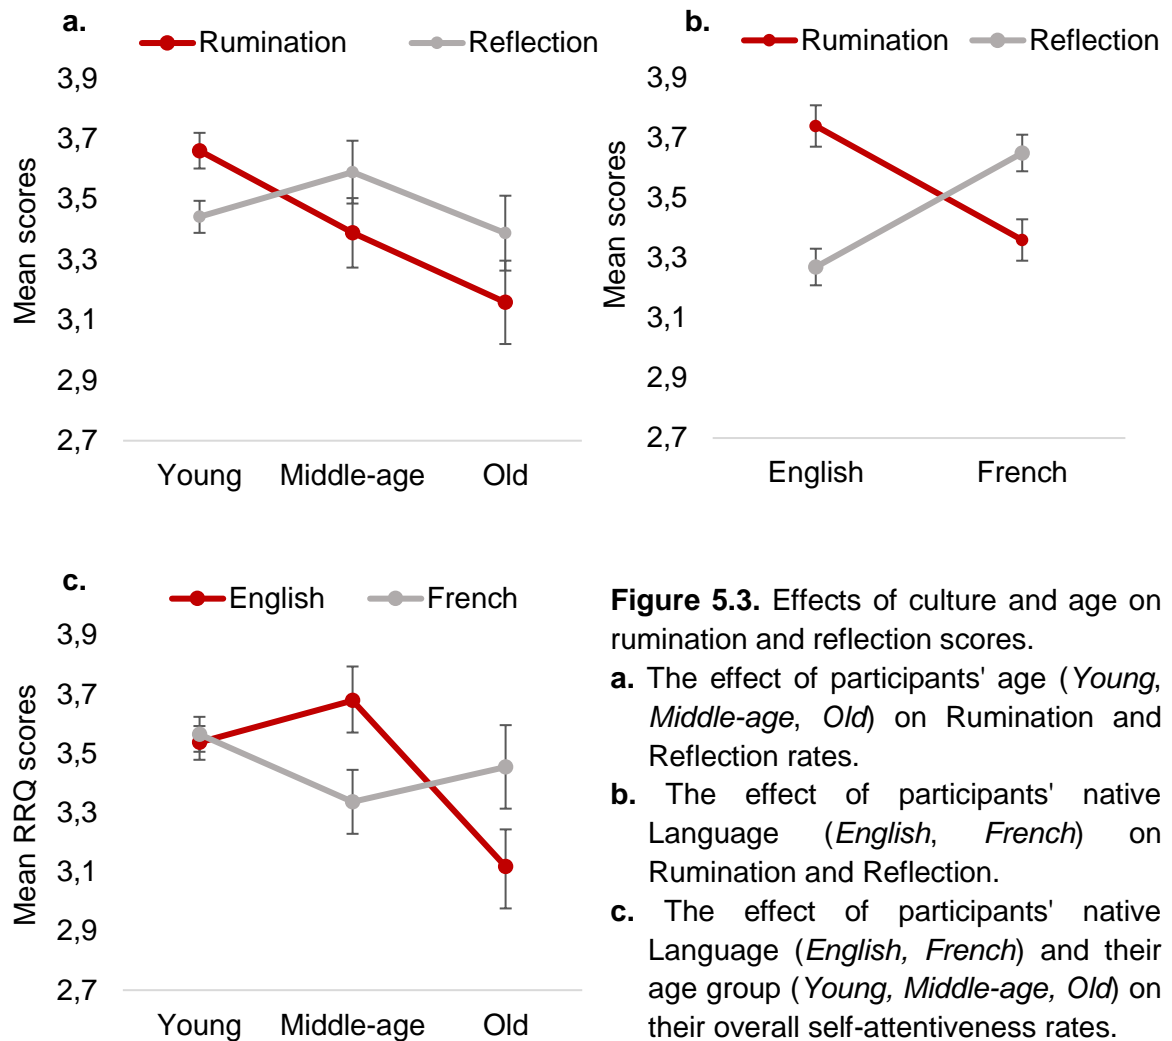 a.
Rumination
Reflection
3,9
3,7
3,5
3,3
3,1
2,9
2,7
Mean scores
Young Middle-age Old
b.
Rumination
Reflection
3,9
3,7
3,5
3,3
3,1
2,9
2,7
Mean scores
English French
c.
English
French
3,9
3,7
3,5
3,3
3,1
2,9
2,7
Mean RRQ scores
Young Middle-age Old
Figure 5.3. Effects of culture and age on
rumination and reflection scores.
a. The effect of participants' age (Young,
Middle-age, Old) on Rumination and
Reflection rates.
b. The effect of participants' native
Language (English, French) on
Rumination and Reflection.
c. The effect of participants' native
Language (English, French) and their
age group (Young, Middle-age, Old) on
their overall self-attentiveness rates.